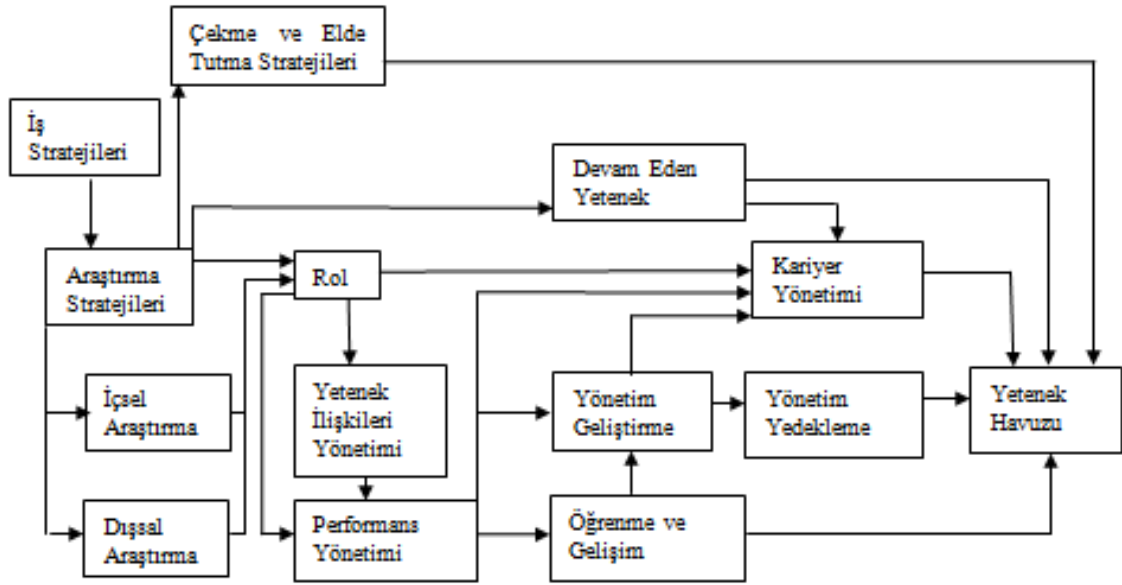 Çekme ve Elde
Tutma Stratejileri
İş
Stratejileri
Devam Eden
Yetenek
Araştırma
Stratejileri
Rol
Kariyer
Yönetimi
İçsel
Araştırma
Yetenek
İlişkileri
Yönetimi
Yönetim
Geliştirme
Yönetim
Yedekleme
Yetenek
Havuzu
Dışsal
Araştırma
Performans
Yönetimi
Öğrenme ve
Gelişim